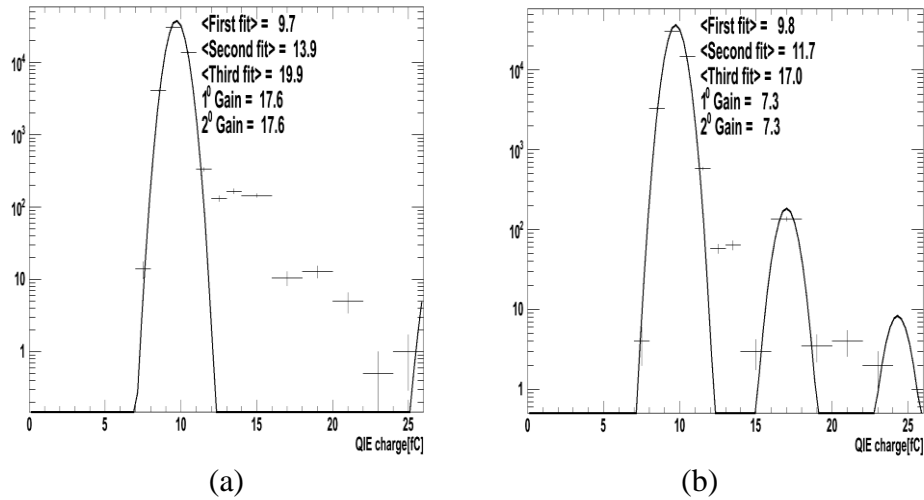 <First fit> = 9.7
<Second fit> = 13.9
<Third fit> = 19.9
1⁰ Gain = 17.6
2⁰ Gain = 17.6
10⁴
10³
10²
10
1
0 5 10 15 20 25
QIE charge[fC]
(a)
<First fit> = 9.8
<Second fit> = 11.7
<Third fit> = 17.0
1⁰ Gain = 7.3
2⁰ Gain = 7.3
10⁴
10³
10²
10
1
0 5 10 15 20 25
QIE charge[fC]
(b)